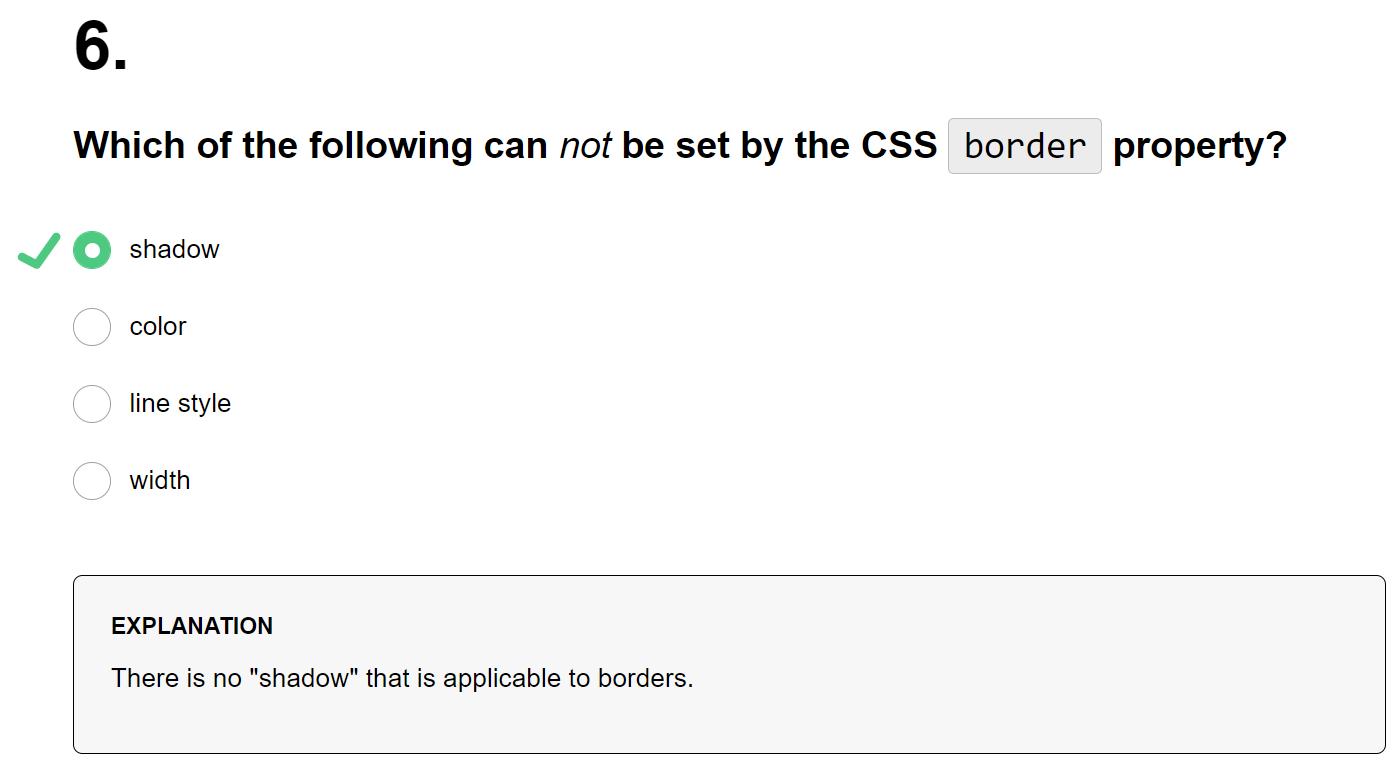 6.
Which of the following can not be set by the CSS border property?
shadow
color
line style
width
EXPLANATION
There is no "shadow" that is applicable to borders.